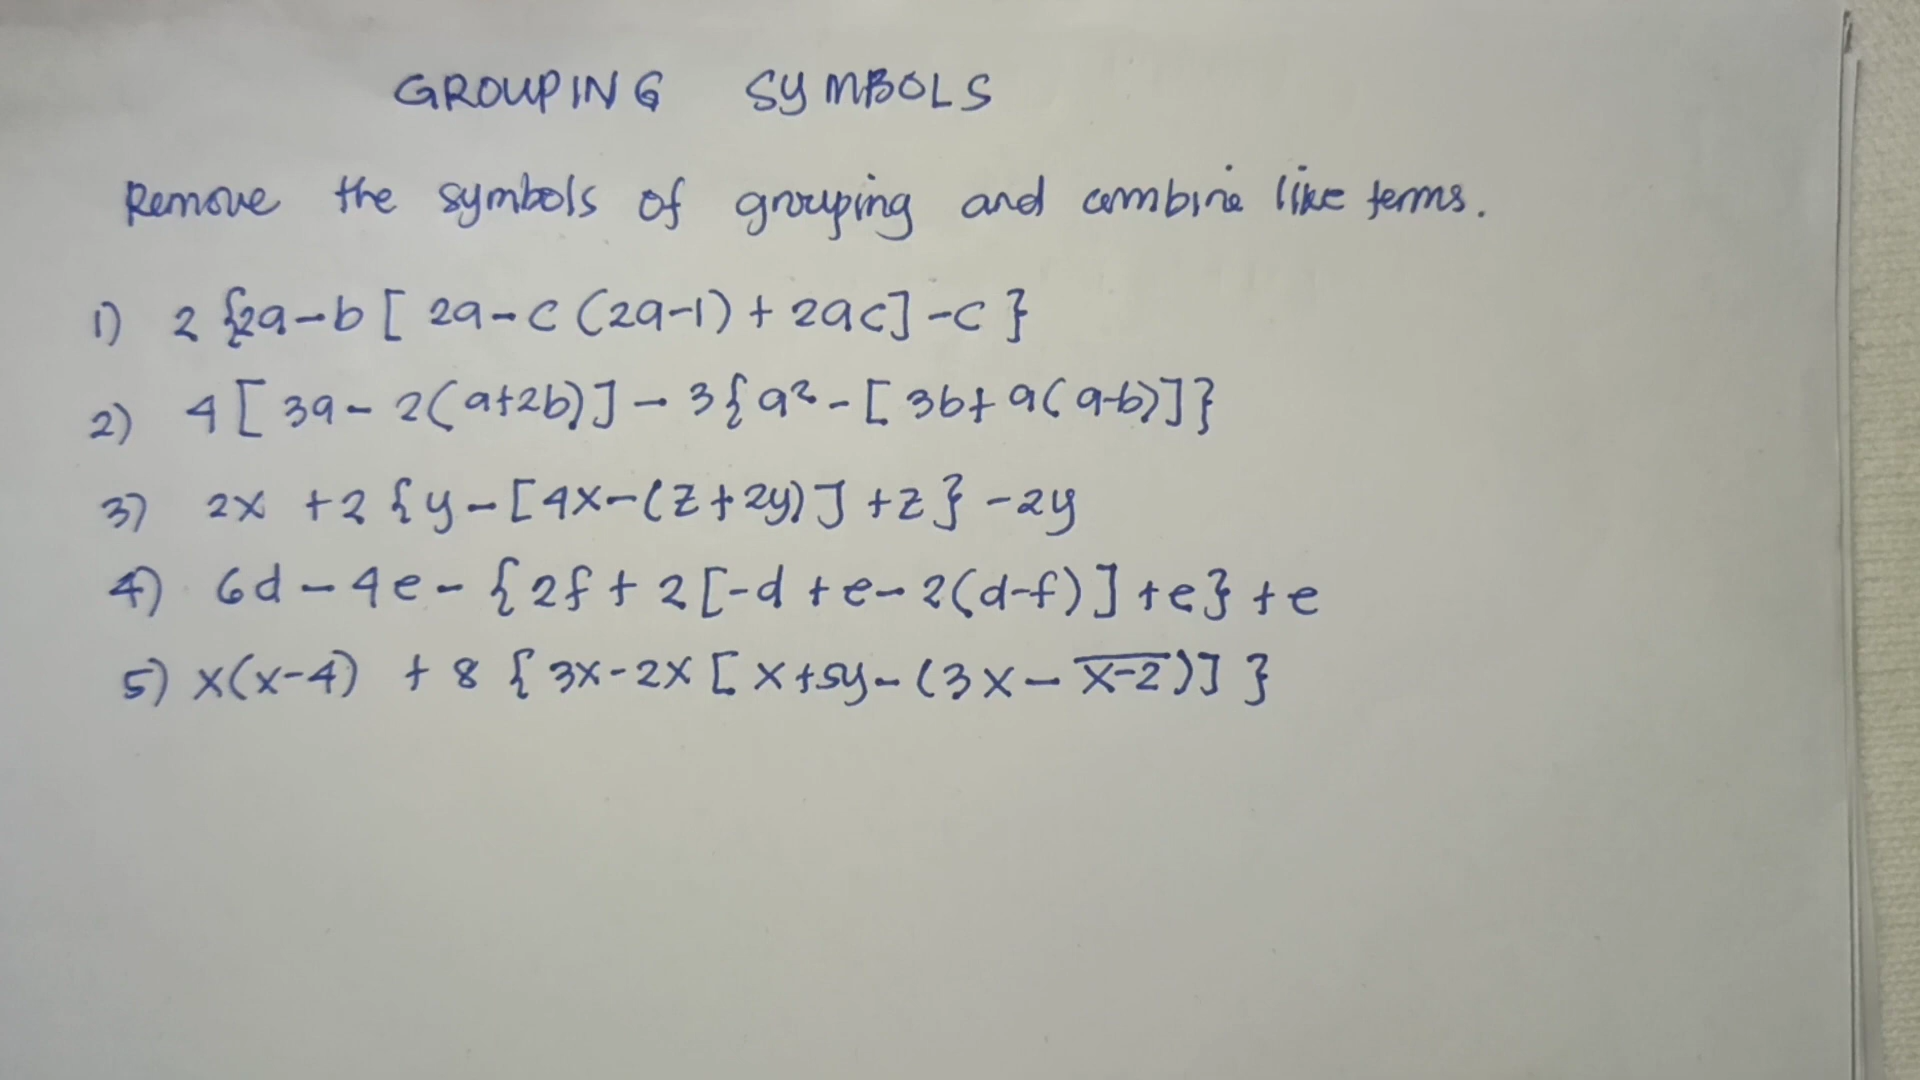 GROUPING SYMBOLS
Remove the symbols of grouping and combine like terms.
1) 2 {2a-b [ 2a-c (2a-1) + 2ac] -c }
2) 4 [ 3a- 2(a+2b)] - 3{a²- [ 3b+ a(a-b)]}
3) 2x +2 {y-[4x-(z+2y)] +z} -2y
4) 6d - 4e - {2f + 2 [-d + e- 2(d-f)] +e} + e
5) x(x-4) + 8 { 3x-2x [ x+5y- (3x- x̅-̅2̅)] }